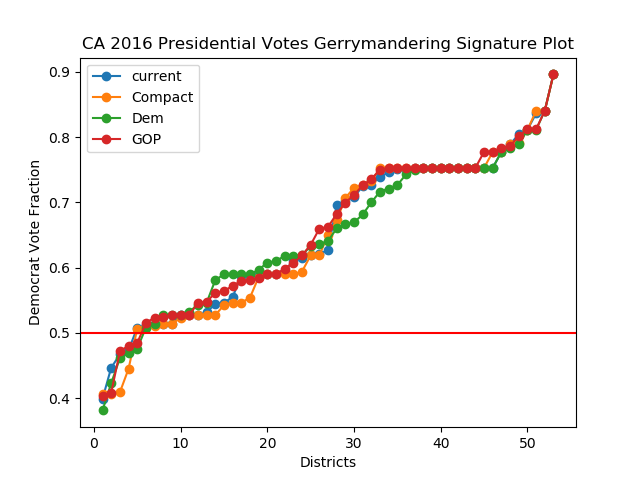 CA 2016 Presidential Votes Gerrymandering Signature Plot
current
Compact
Dem
GOP
Democrat Vote Fraction
0.9
0.8
0.7
0.6
0.5
0.4
0 10 20 30 40 50
Districts